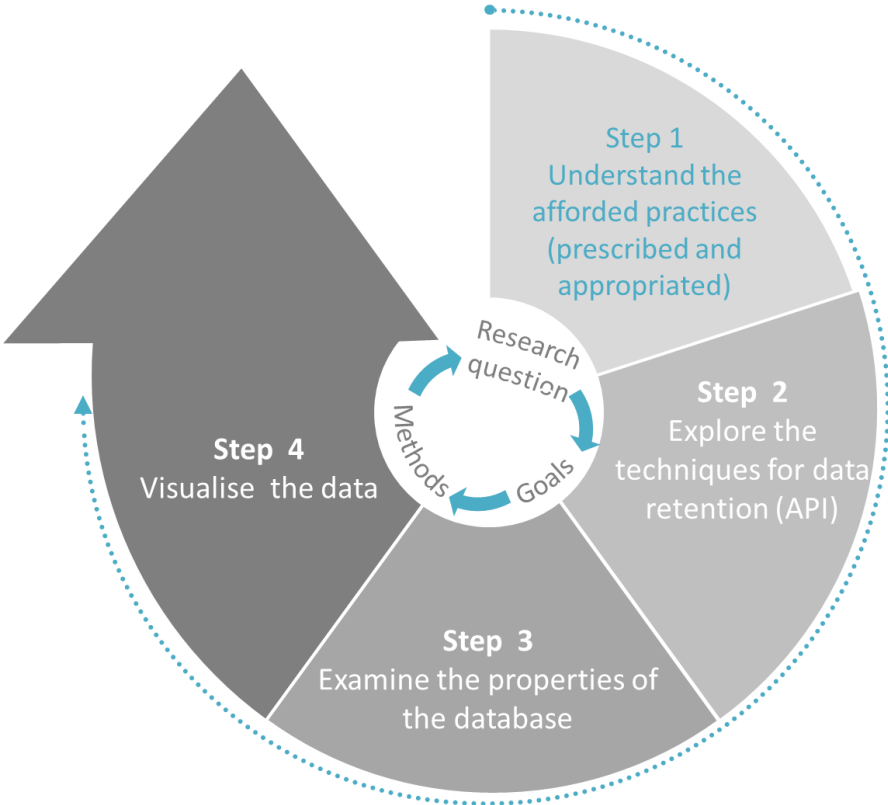 Step 1
Understand the
afforded practices
(prescribed and
appropriated)
Step 2
Explore the
techniques for data
retention (API)
Step 3
Examine the properties of
the database
Step 4
Visualise the data
Research
question
Goals
Methods